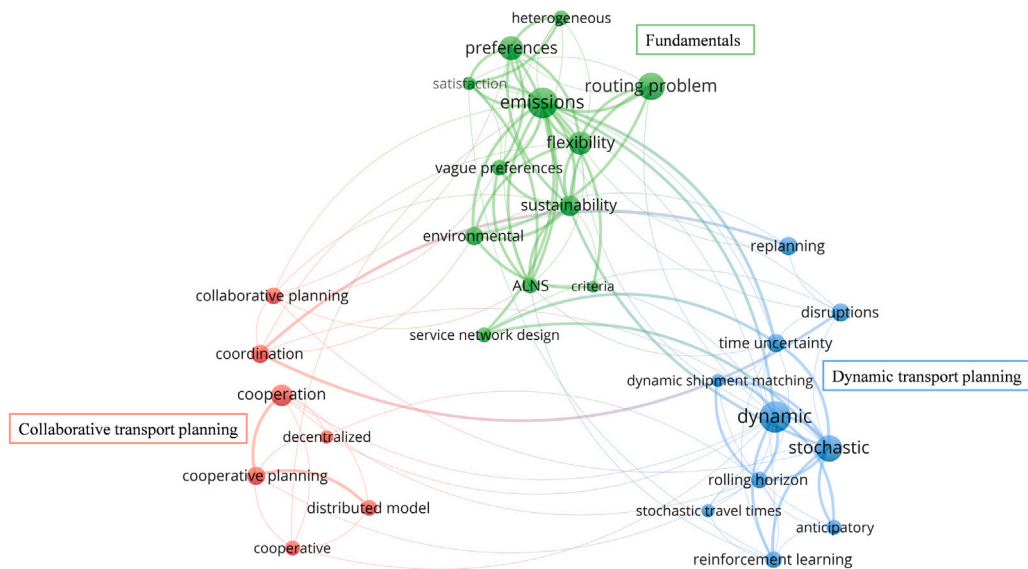 heterogeneous
Fundamentals
preferences
satisfaction
routing problem
emissions
flexibility
vague preferences
sustainability
environmental
replanning
ALNS
criteria
collaborative planning
disruptions
service network design
time uncertainty
coordination
dynamic shipment matching
Dynamic transport planning
cooperation
dynamic
Collaborative transport planning
decentralized
stochastic
cooperative planning
rolling horizon
distributed model
stochastic travel times
anticipatory
cooperative
reinforcement learning